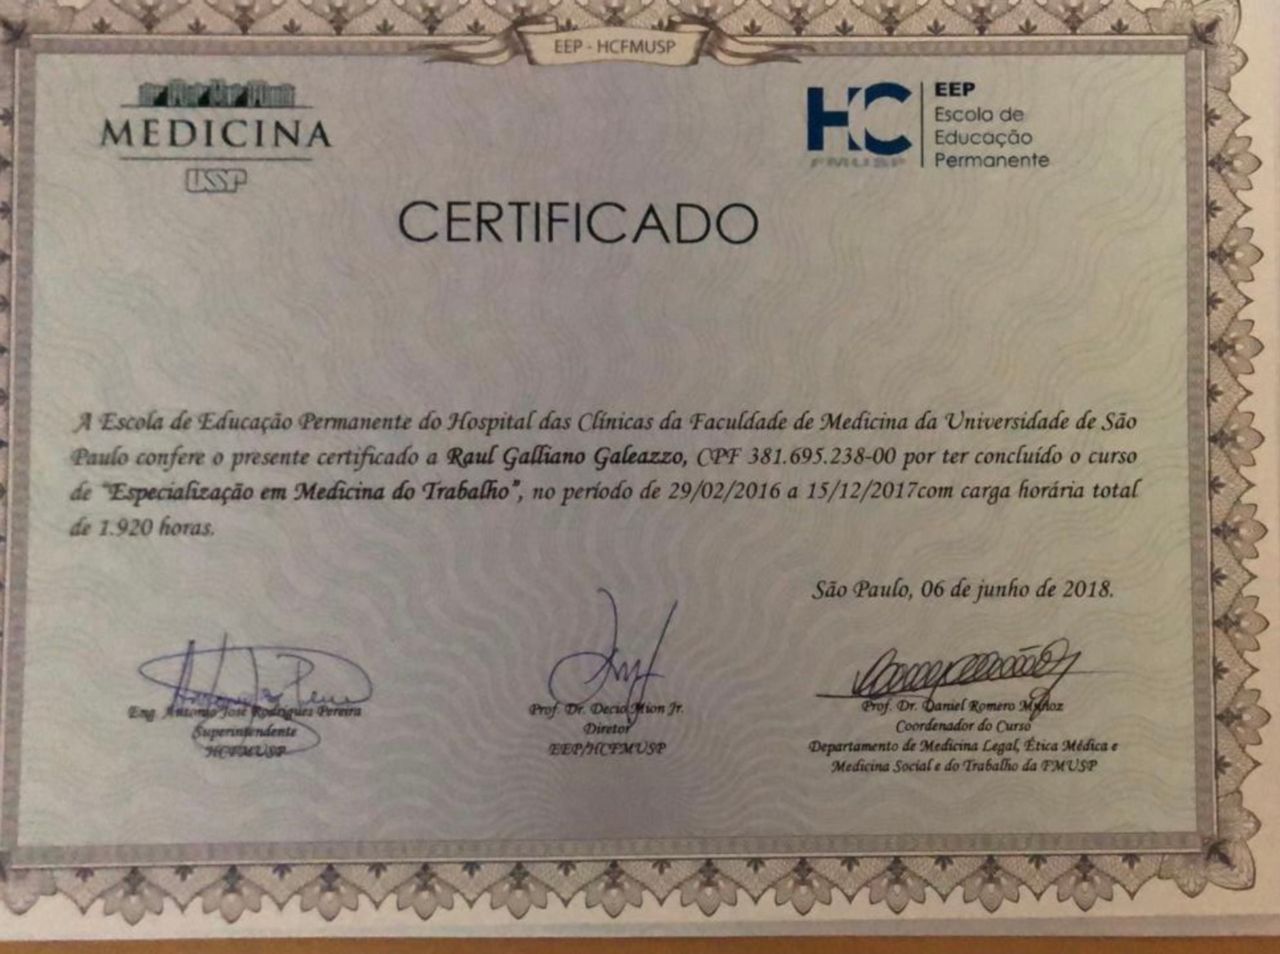 EEP - HCFMUSP
MEDICINA
USP
HC
FMUSP
EEP
Escola de
Educação
Permanente
CERTIFICADO
A Escola de Educação Permanente do Hospital das Clínicas da Faculdade de Medicina da Universidade de São
Paulo confere o presente certificado a Raul Galliano Galeazzo, CPF 381.695.238-00 por ter concluído o curso
de "Especialização em Medicina do Trabalho", no período de 29/02/2016 a 15/12/2017com carga horária total
de 1.920 horas.
São Paulo, 06 de junho de 2018.
Eng. Antonio José Rodrigues Pereira
Superintendente
HCFMUSP
Prof. Dr. Decio Mion Jr.
Diretor
EEP/HCFMUSP
Prof. Dr. Daniel Romero Muñoz
Coordenador do Curso
Departamento de Medicina Legal, Ética Médica e
Medicina Social e do Trabalho da FMUSP